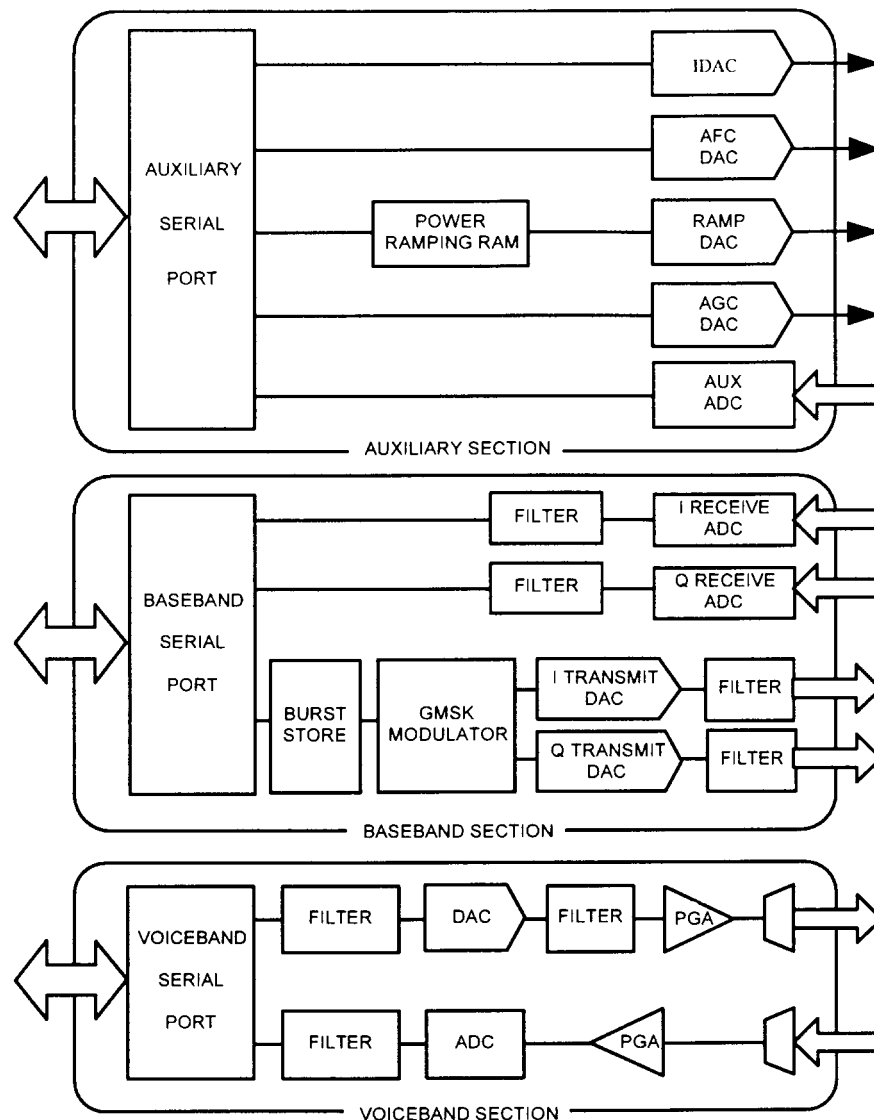 IDAC
AFC
DAC
AUXILIARY
SERIAL
PORT
POWER
RAMPING RAM
RAMP
DAC
AGC
DAC
AUX
ADC
AUXILIARY SECTION
FILTER
I RECEIVE
ADC
FILTER
Q RECEIVE
ADC
BASEBAND
SERIAL
PORT
BURST
STORE
GMSK
MODULATOR
I TRANSMIT
DAC
FILTER
Q TRANSMIT
DAC
FILTER
BASEBAND SECTION
VOICEBAND
SERIAL
PORT
FILTER
DAC
FILTER
PGA
FILTER
ADC
PGA
VOICEBAND SECTION